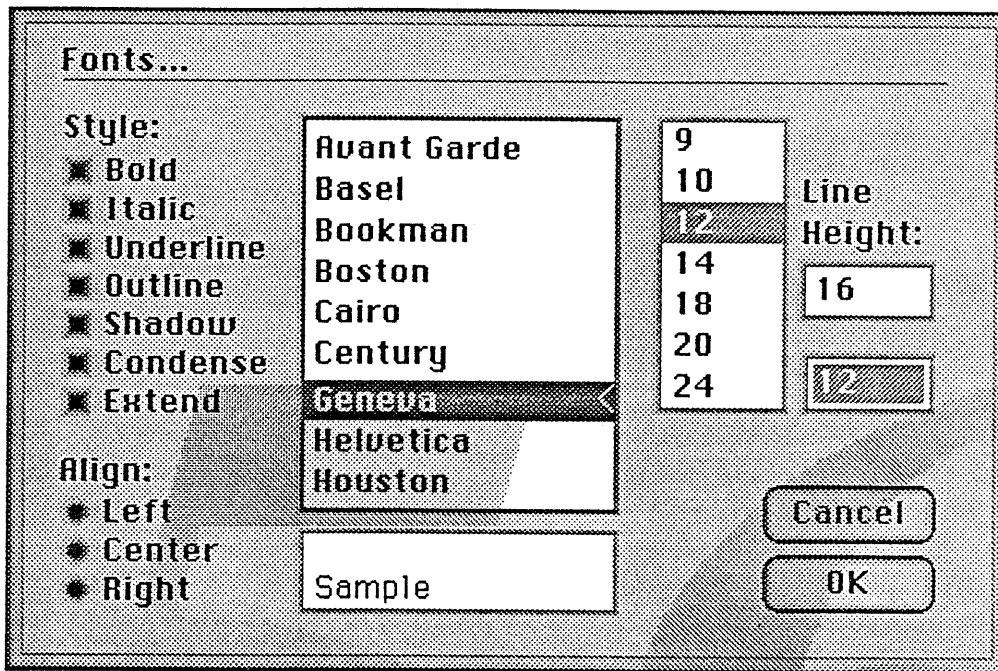 Fonts...
Style:
Bold
Italic
Underline
Outline
Shadow
Condense
Extend
Align:
Left
Center
Right
Avant Garde
Basel
Bookman
Boston
Cairo
Century
Geneva
Helvetica
Houston
Sample
9
10
12
14
18
20
24
Line
Height:
16
12
Cancel
OK